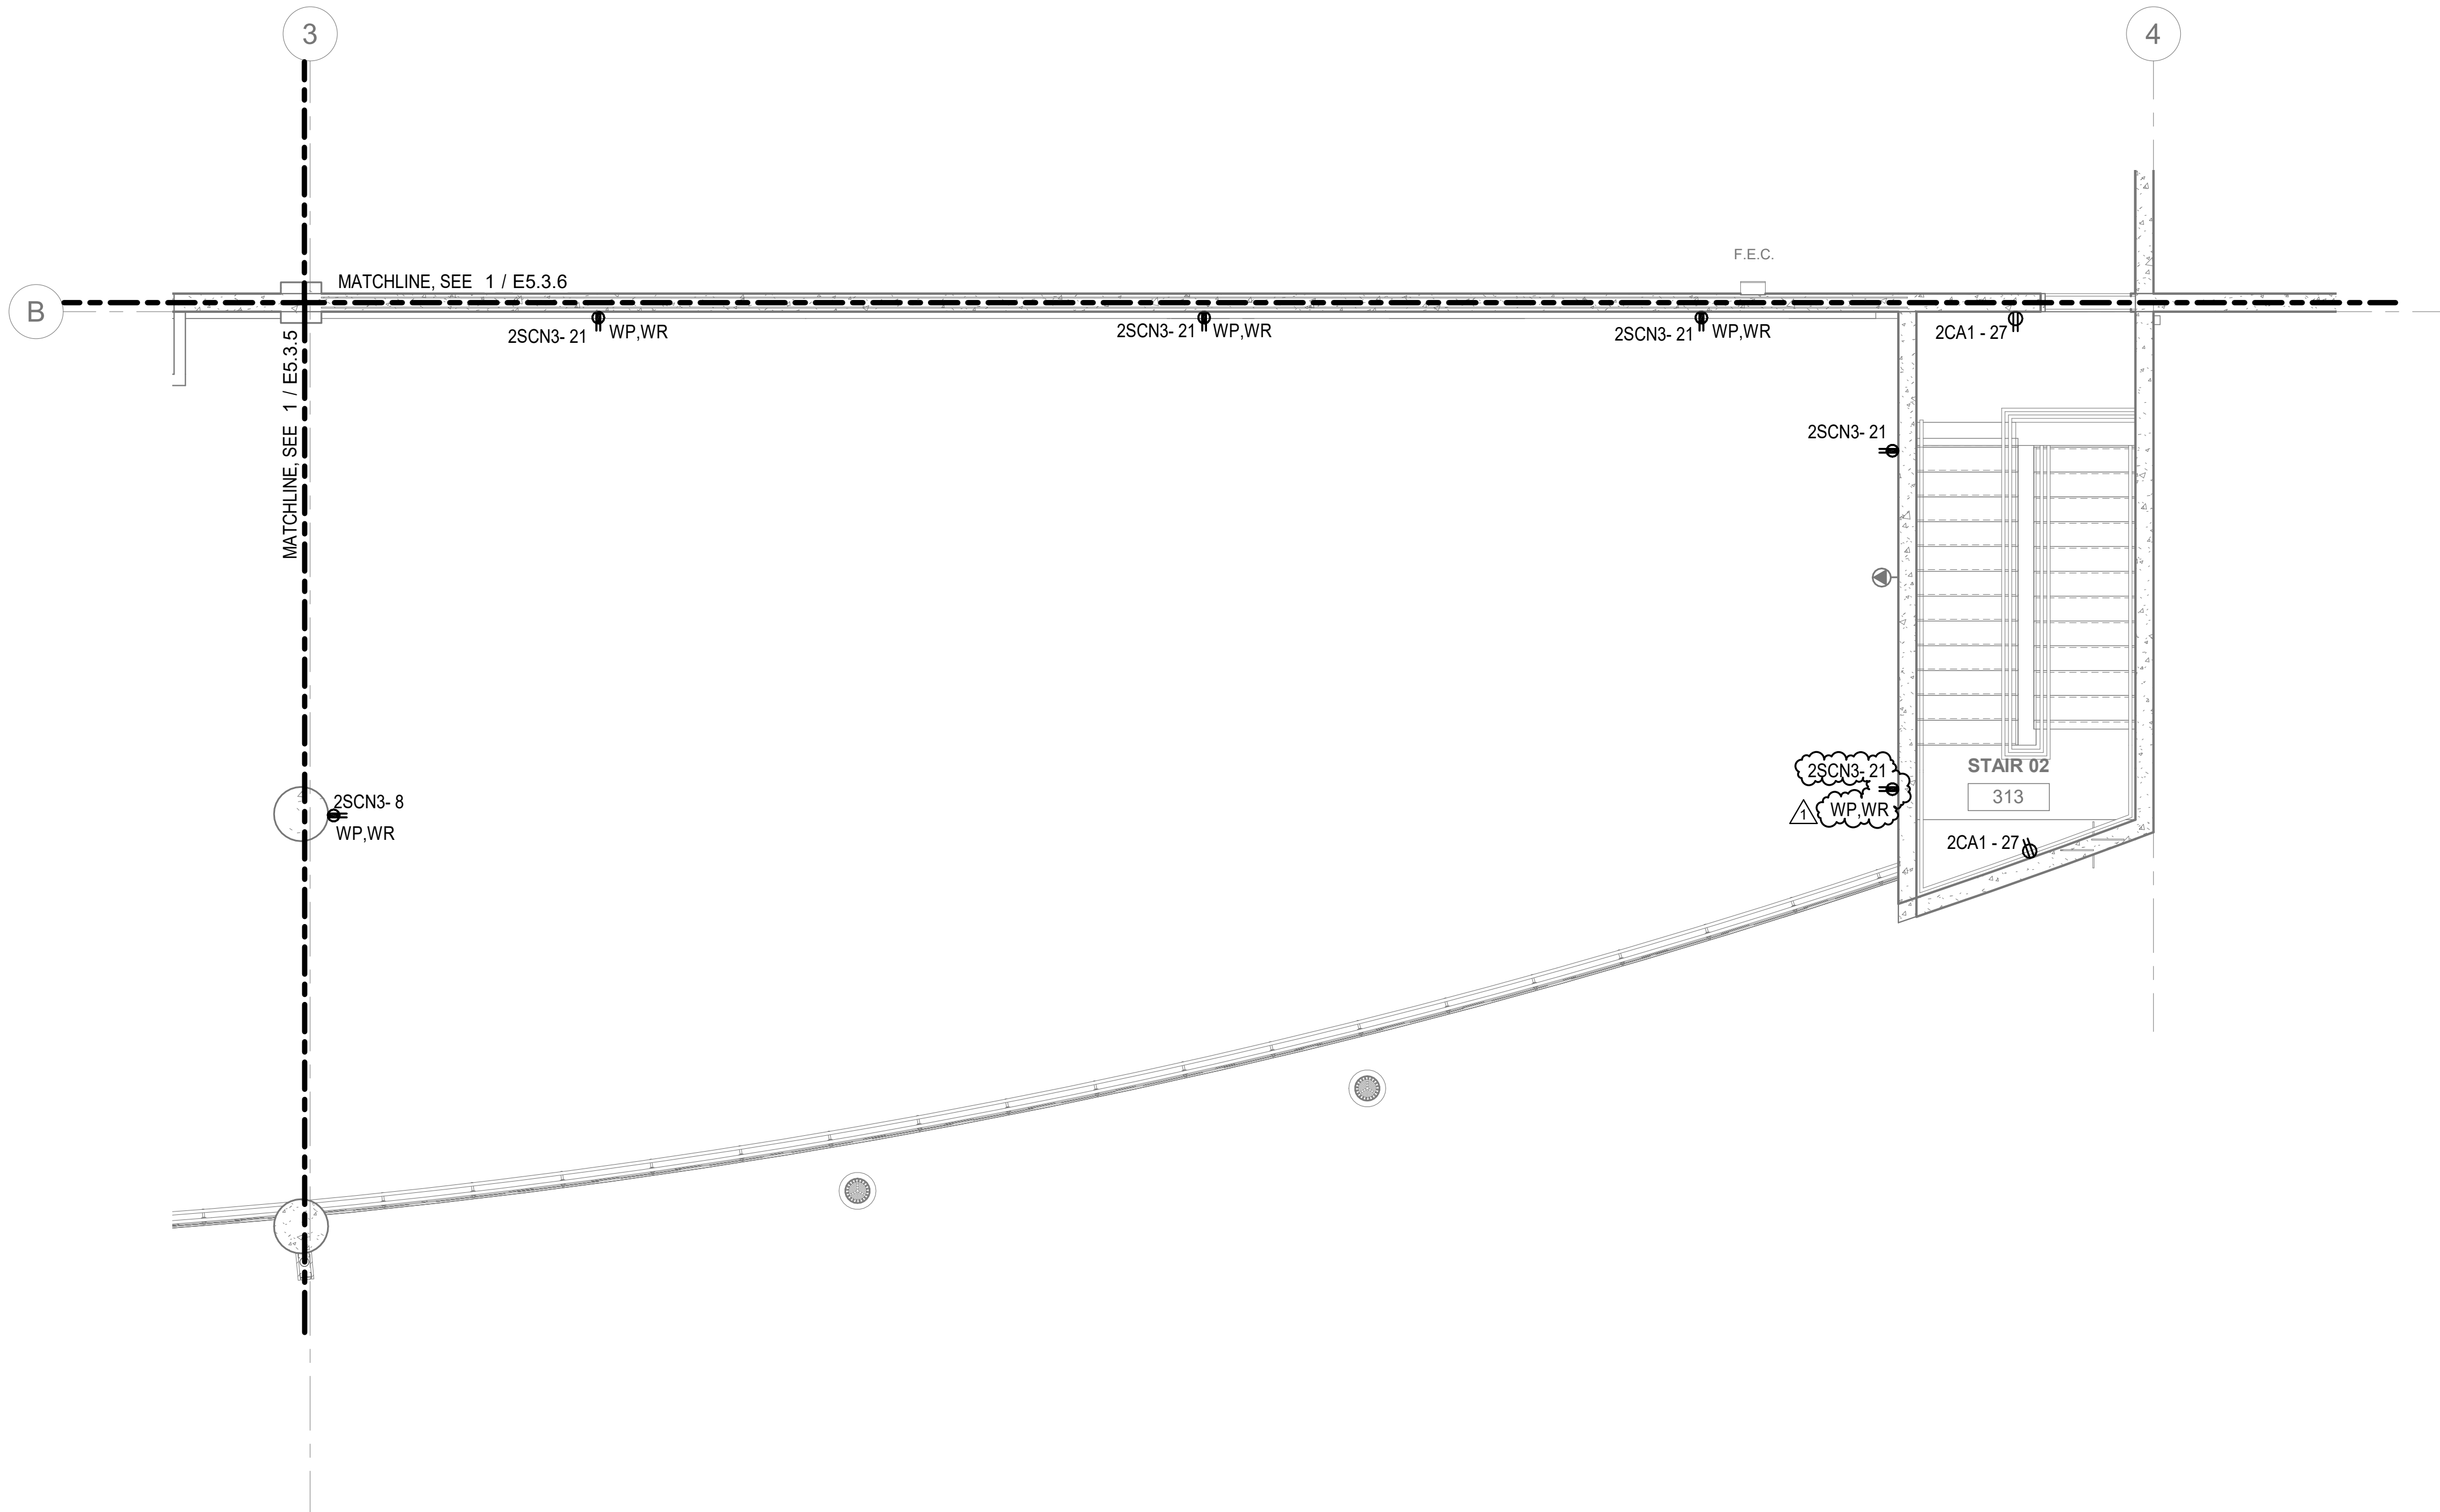 3
4
F.E.C.
MATCHLINE, SEE 1 / E5.3.6
B
2SCN3- 21
WP,WR
2SCN3- 21
WP,WR
2SCN3- 21
WP,WR
2CA1 - 27
MATCHLINE, SEE 1 / E5.3.5
2SCN3- 21
2SCN3- 21
STAIR 02
313
1
WP,WR
2SCN3- 8
WP,WR
2CA1 - 27